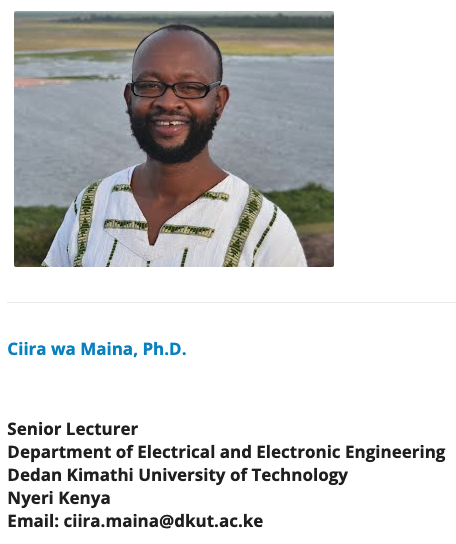 Ciira wa Maina, Ph.D.
Senior Lecturer
Department of Electrical and Electronic Engineering
Dedan Kimathi University of Technology
Nyeri Kenya
Email: ciira.maina@dkut.ac.ke